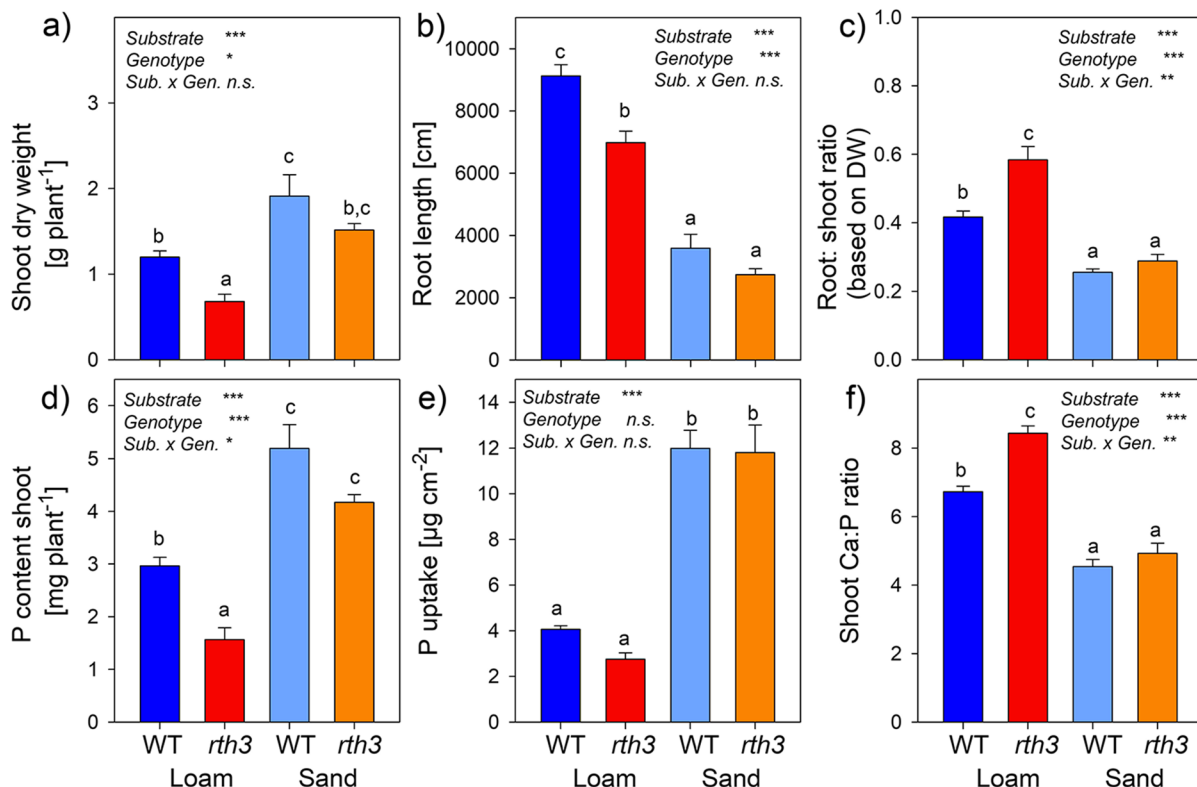 a)
Substrate ***
Genotype *
Sub. x Gen. n.s.
Shoot dry weight
[g plant⁻¹]
3
2
1
0
b
a
c
b,c
b)
Substrate ***
Genotype ***
Sub. x Gen. n.s.
Root length [cm]
10000
8000
6000
4000
2000
0
c
b
a
a
c)
Substrate ***
Genotype ***
Sub. x Gen. **
Root: shoot ratio
(based on DW)
1.0
0.8
0.6
0.4
0.2
0.0
b
c
a
a
d)
Substrate ***
Genotype ***
Sub. x Gen. *
P content shoot
[mg plant⁻¹]
6
5
4
3
2
1
0
b
a
c
c
WT rth3 WT rth3
Loam Sand
e)
Substrate ***
Genotype n.s.
Sub. x Gen. n.s.
P uptake [µg cm⁻²]
14
12
10
8
6
4
2
0
a
a
b
b
WT rth3 WT rth3
Loam Sand
f)
Substrate ***
Genotype ***
Sub. x Gen. **
Shoot Ca:P ratio
8
6
4
2
0
b
c
a
a
WT rth3 WT rth3
Loam Sand